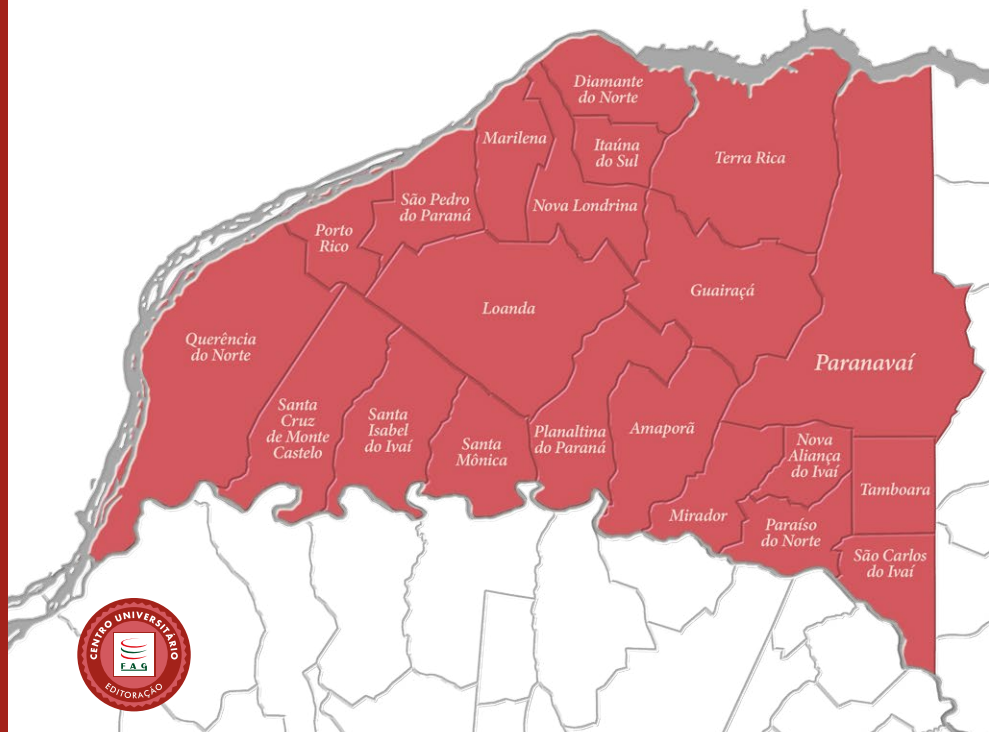 Diamante
do Norte
Marilena
Itaúna
do Sul
Terra Rica
São Pedro
do Paraná
Nova Londrina
Porto
Rico
Guairaçá
Loanda
Querência
do Norte
Paranavaí
Santa
Cruz
de Monte
Castelo
Santa
Isabel
do Ivaí
Santa
Mônica
Planaltina
do Paraná
Amaporã
Nova
Aliança
do Ivaí
Tamboara
Mirador
Paraíso
do Norte
São Carlos
do Ivaí
CENTRO UNIVERSITÁRIO
FAG
EDITORAÇÃO